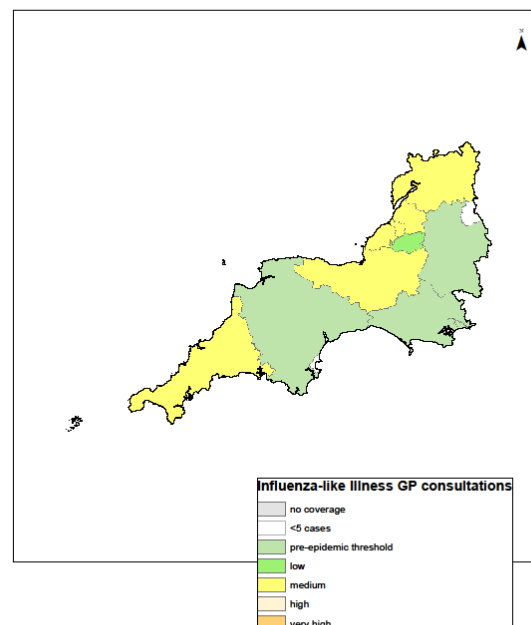 N
Influenza-like Illness GP consultations
no coverage
<5 cases
pre-epidemic threshold
low
medium
high
very high